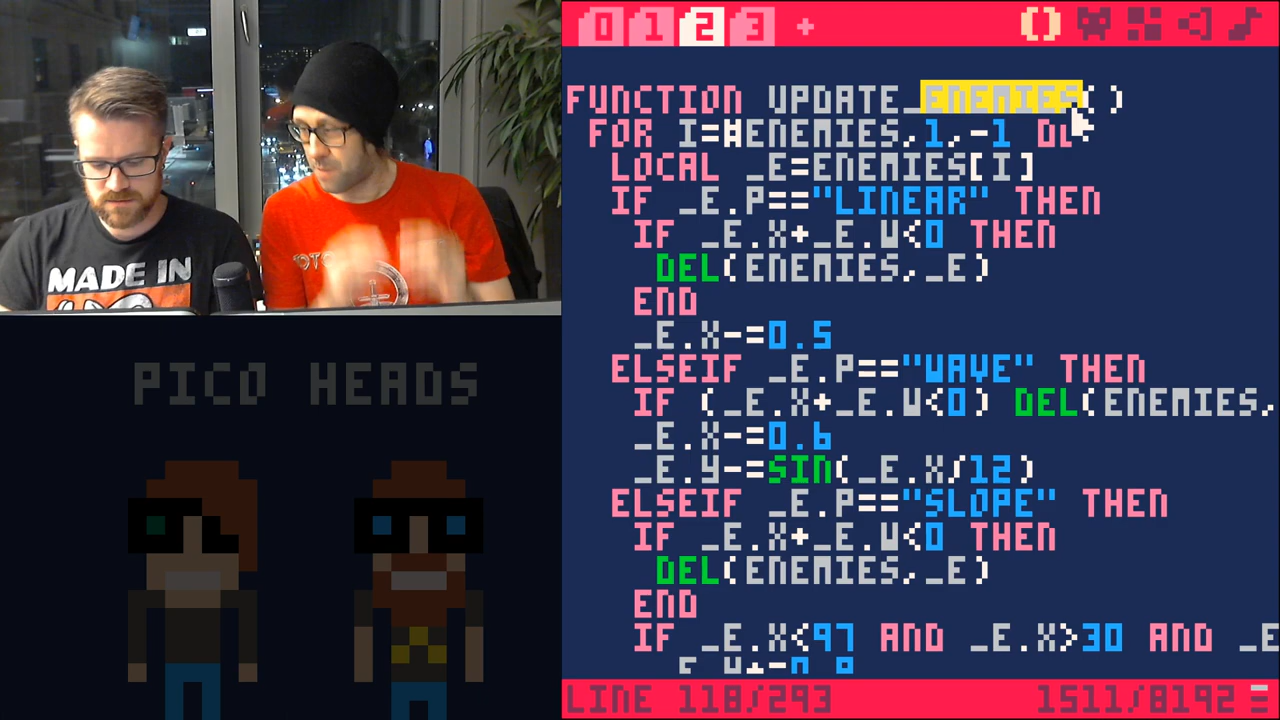 0 1 2 3 +
FUNCTION UPDATE_ENEMIES()
FOR I=#ENEMIES,1,-1 DO
LOCAL _E=ENEMIES[I]
IF _E.P=="LINEAR" THEN
IF _E.X+_E.W<0 THEN
DEL(ENEMIES,_E)
END
_E.X-=0.5
ELSEIF _E.P=="WAVE" THEN
IF (_E.X+_E.W<0) DEL(ENEMIES,
_E.X-=0.6
_E.Y-=SIN(_E.X/12)
ELSEIF _E.P=="SLOPE" THEN
IF _E.X+_E.W<0 THEN
DEL(ENEMIES,_E)
END
IF _E.X<97 AND _E.X>30 AND _E
LINE 118/293 1511/8192
MADE IN
PICO HEADS